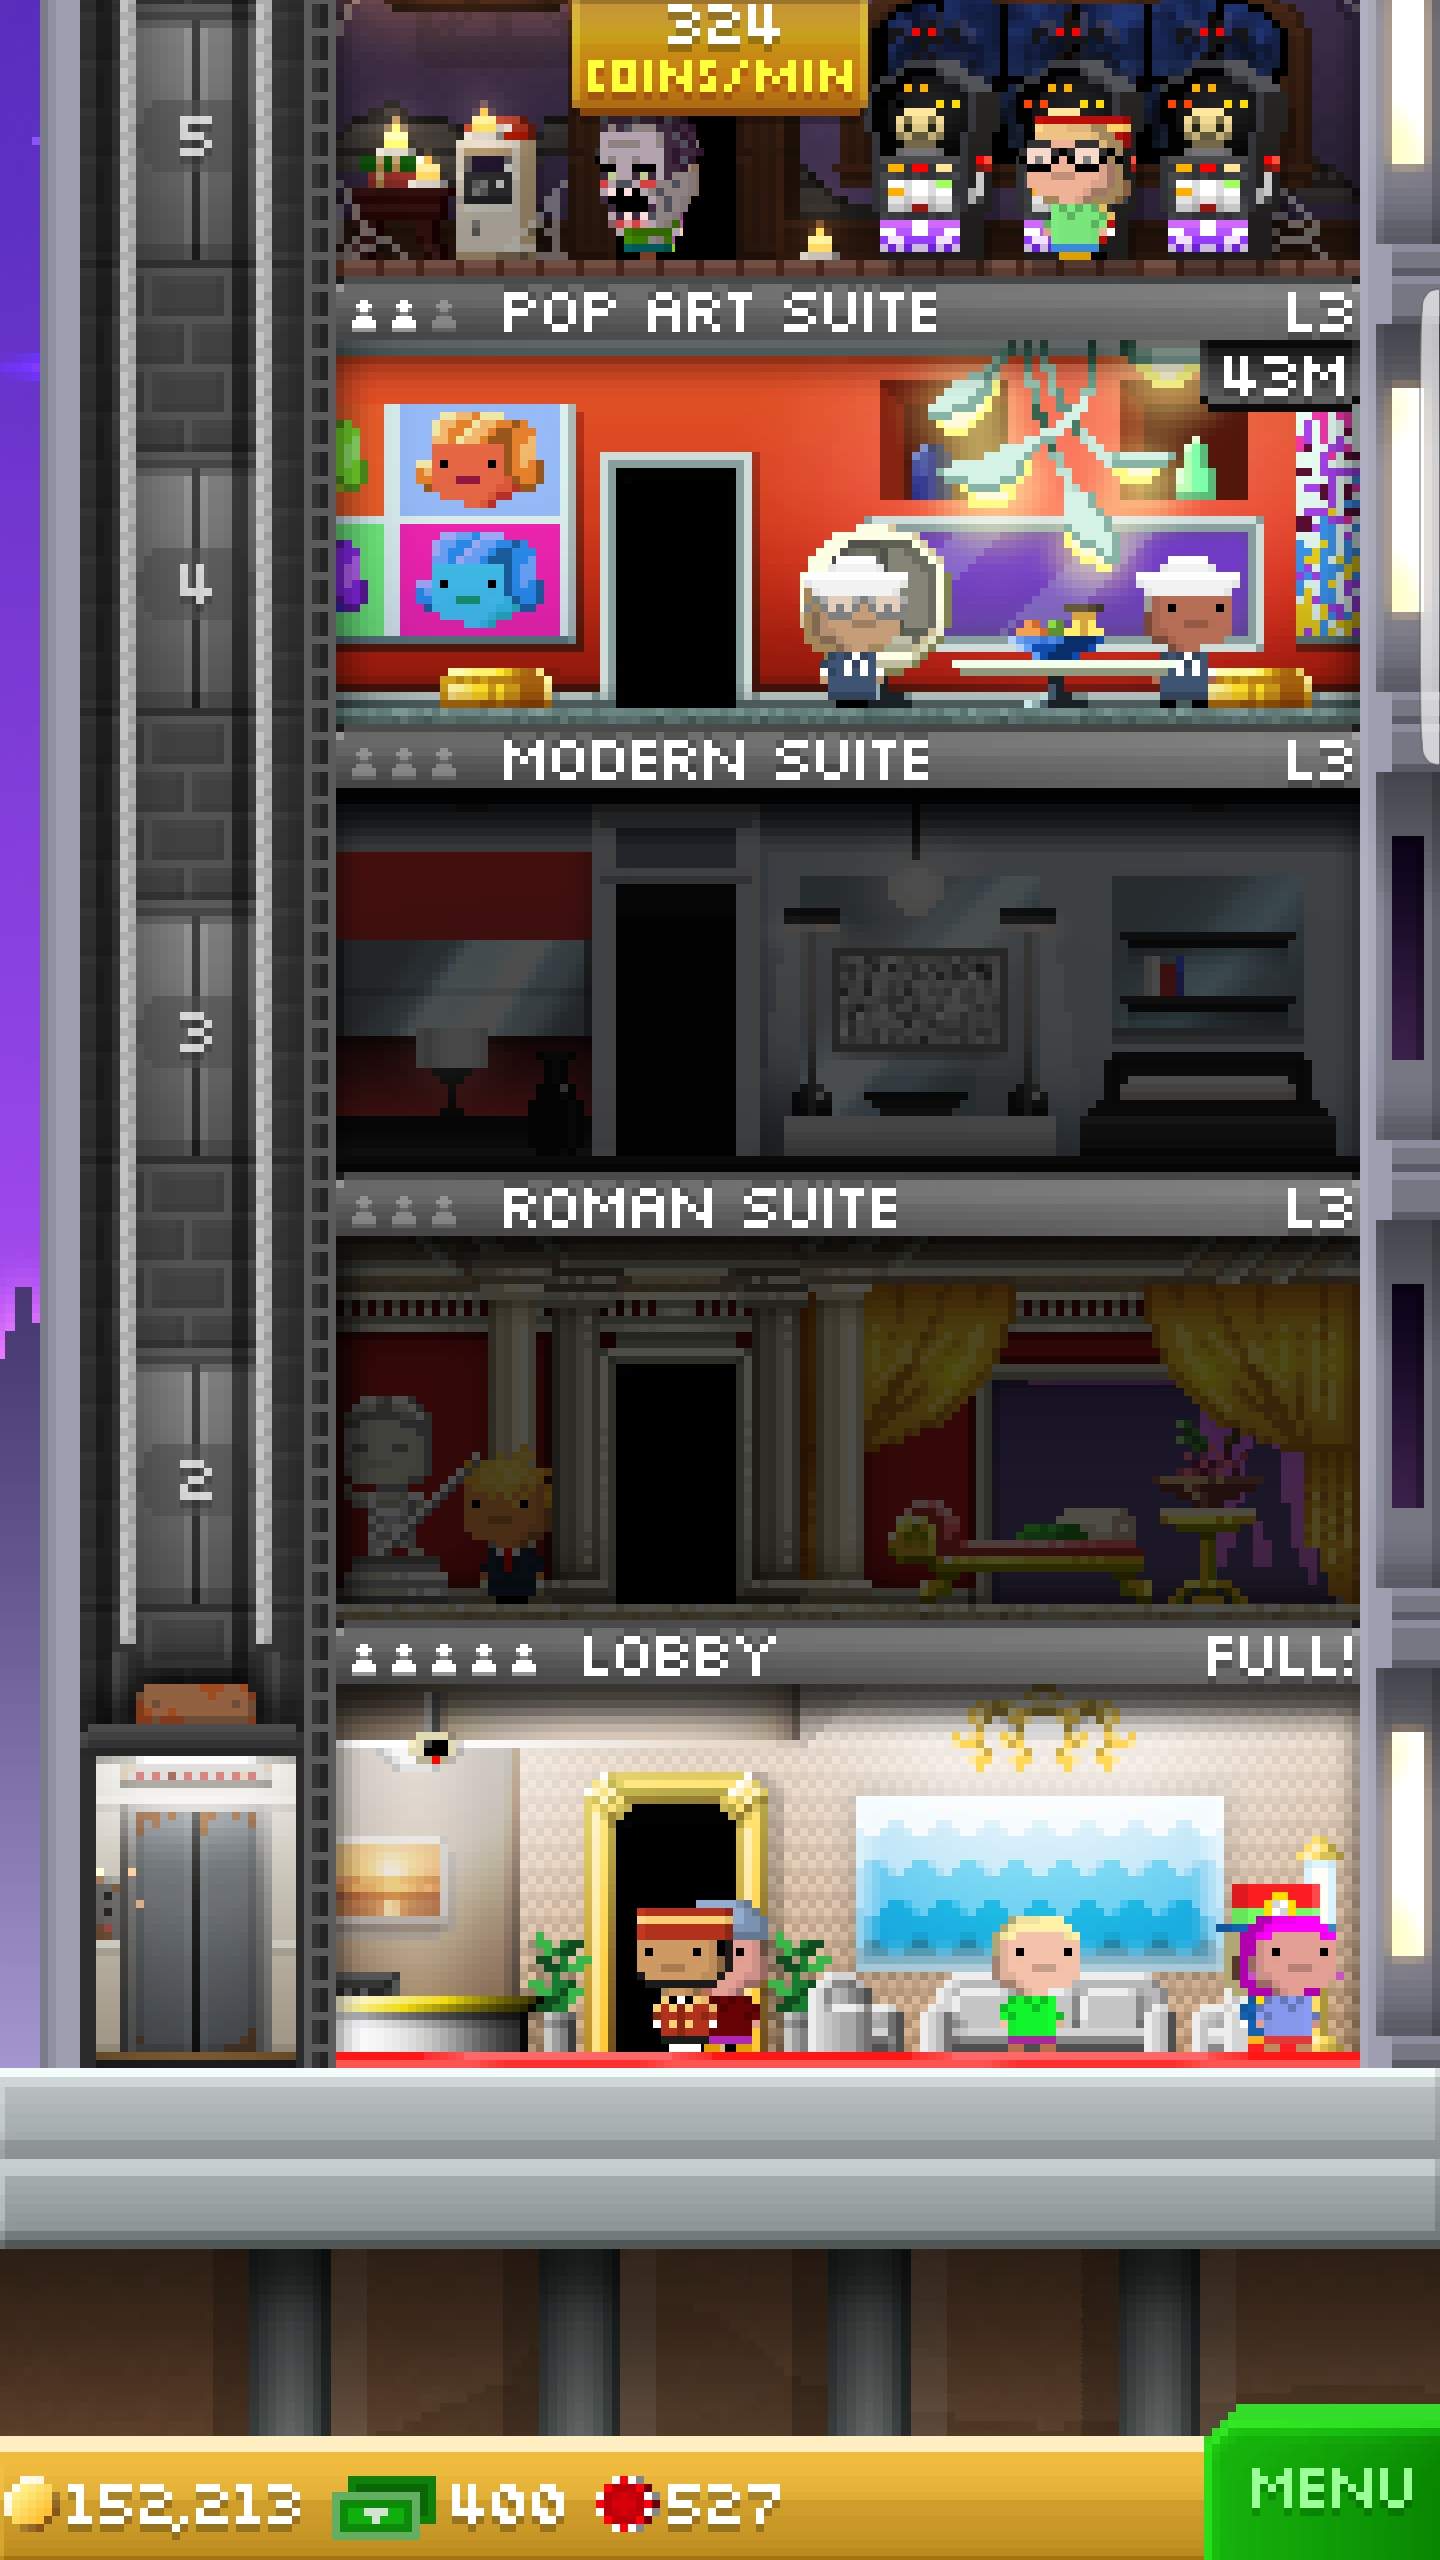 324
COINS/MIN
5
POP ART SUITE L3
43M
4
MODERN SUITE L3
3
ROMAN SUITE L3
2
LOBBY FULL!
152,213 400 527
MENU